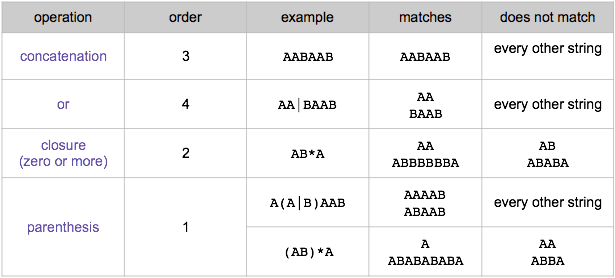 operation order example matches does not match
concatenation 3 AABAAB AABAAB every other string
or 4 AA|BAAB AA every other string
BAAB
closure 2 AB*A AA AB
(zero or more) ABBBBBBBA ABABA
parenthesis 1 A(A|B)AAB AAAAB every other string
ABAAB
(AB)*A A AA
ABABABABABA ABBA